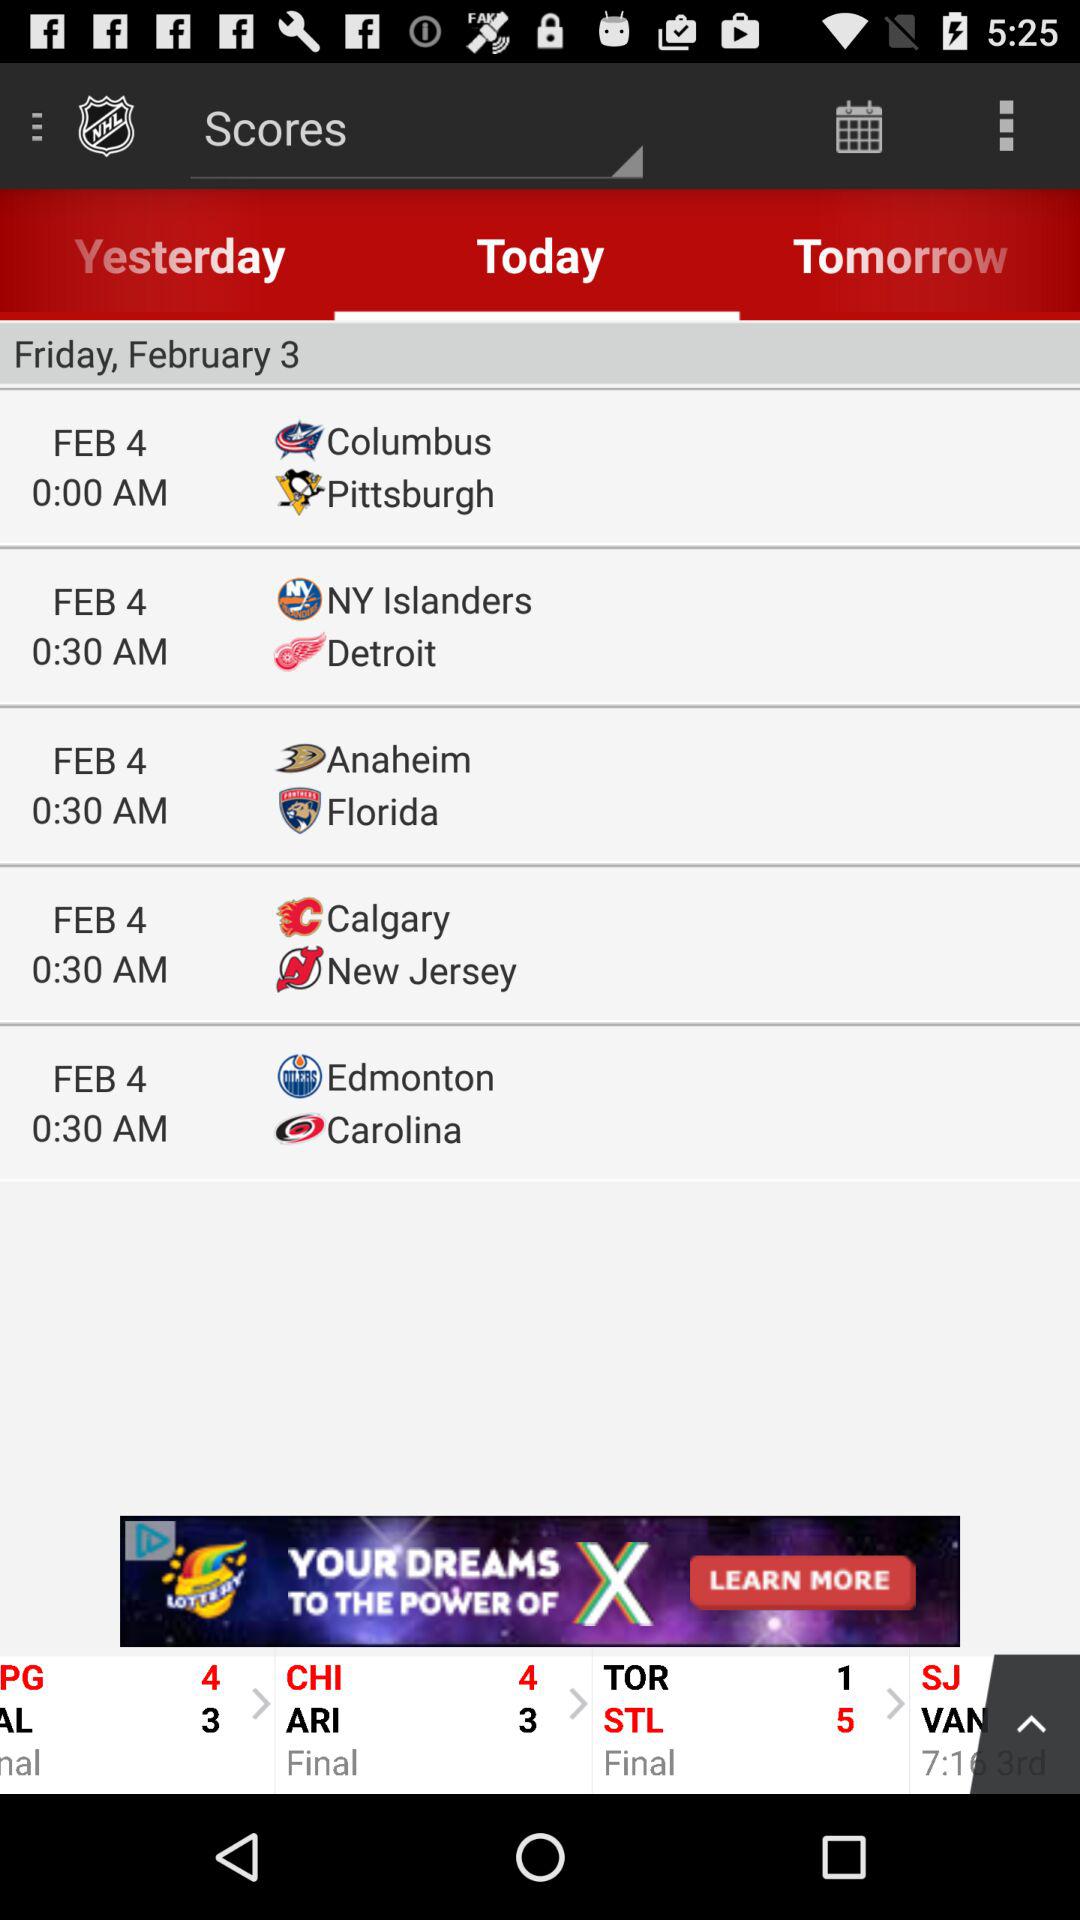 FAKE
5:25
NHL
Scores
Yesterday Today Tomorrow
Friday, February 3
FEB 4
0:00 AM
Columbus
Pittsburgh
FEB 4
0:30 AM
NY Islanders
Detroit
FEB 4
0:30 AM
Anaheim
Florida
FEB 4
0:30 AM
Calgary
New Jersey
FEB 4
0:30 AM
Edmonton
Carolina
LOTTERY
YOUR DREAMS
TO THE POWER OF
X
LEARN MORE
PG 4
AL 3
nal
CHI 4
ARI 3
Final
TOR 1
STL 5
Final
SJ
VAN
7:16 3rd